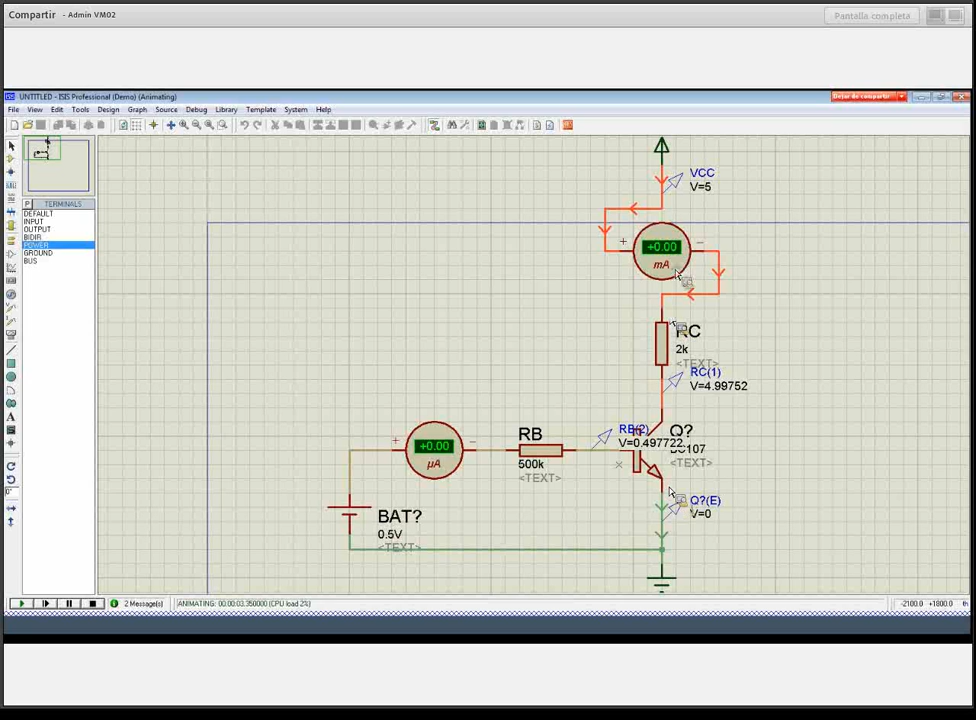 Compartir - Admin VM02
Pantalla completa
UNTITLED - ISIS Professional (Demo) (Animating)
Dejar de compartir
File View Edit Tools Design Graph Source Debug Library Template System Help
P TERMINALS
DEFAULT
INPUT
OUTPUT
BIDIR
POWER
GROUND
BUS
A
0°
VCC
V=5
+ +0.00 −
mA
RC
2k
<TEXT>
RC(1)
V=4.99752
+ +0.00 −
μA
RB
500k
<TEXT>
RB(2)
V=0.497722
Q?
BC107
<TEXT>
Q?(E)
V=0
BAT?
0.5V
<TEXT>
2 Message(s)
ANIMATING: 00:00:03.350000 (CPU load 2%)
-2100.0 +1800.0 th